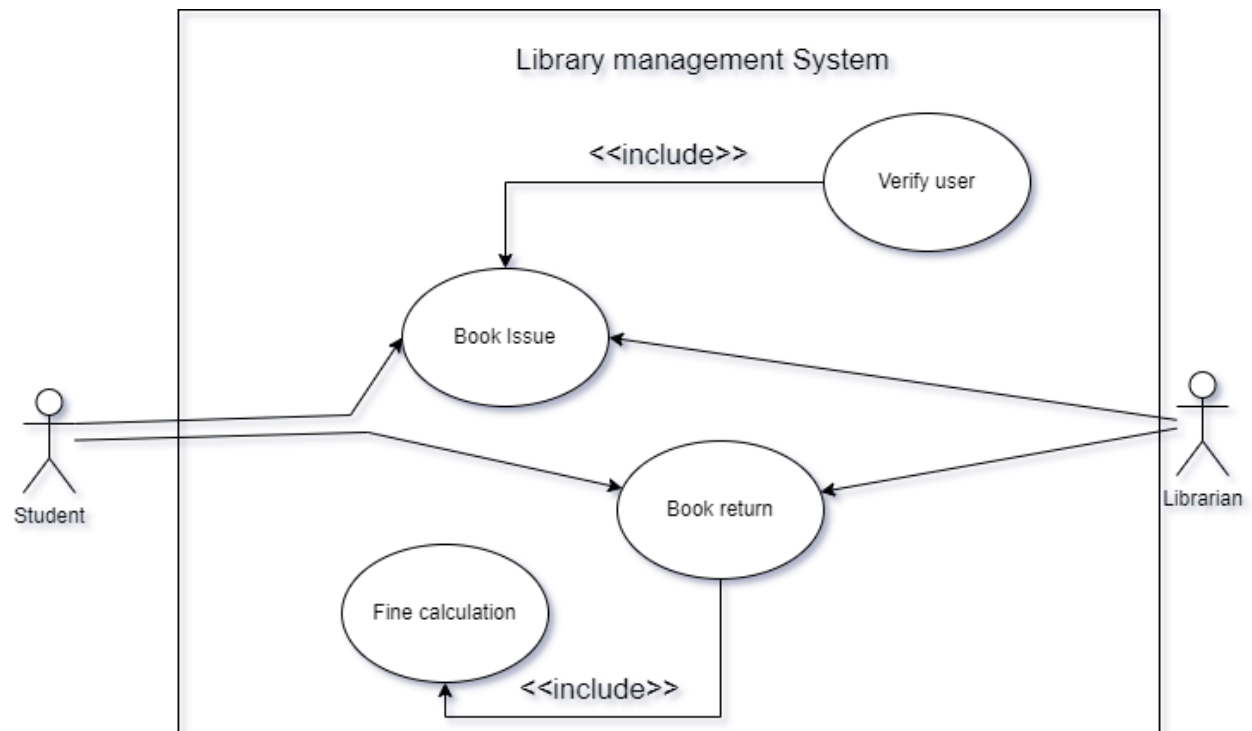 Library management System
<<include>>
Verify user
Book Issue
Student
Book return
Librarian
Fine calculation
<<include>>